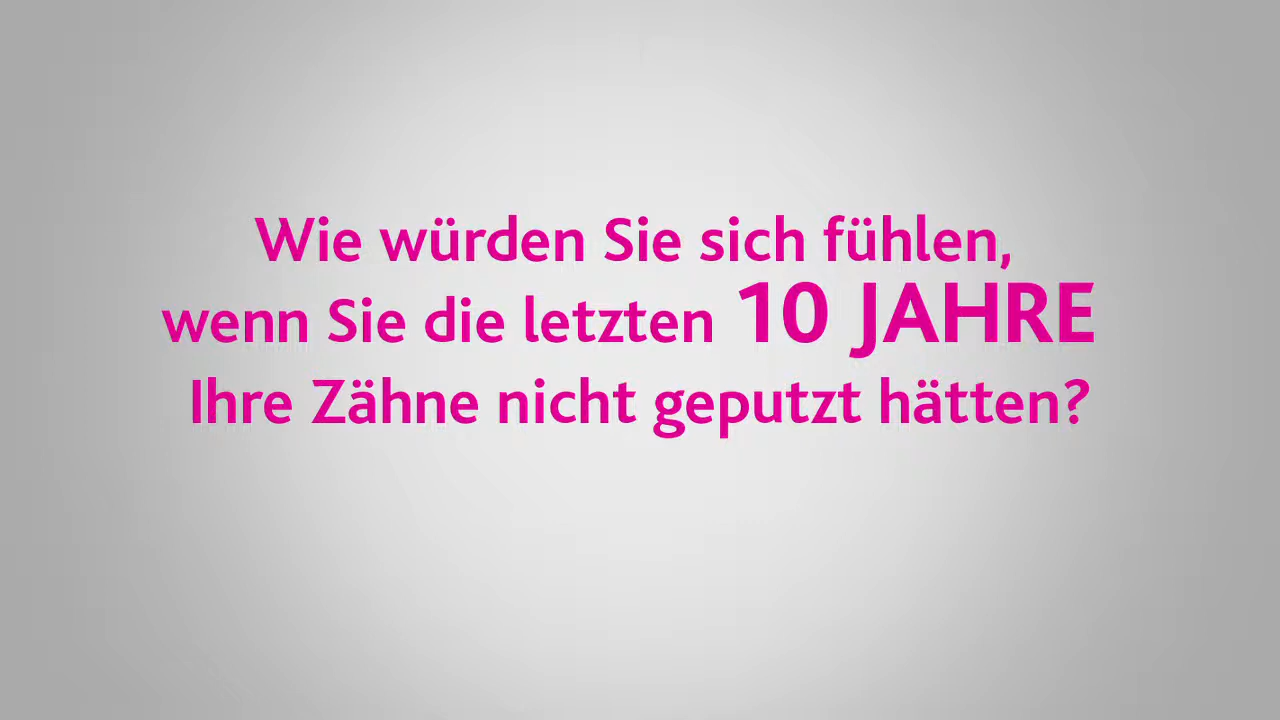 Wie würden Sie sich fühlen,
wenn Sie die letzten 10 JAHRE
Ihre Zähne nicht geputzt hätten?